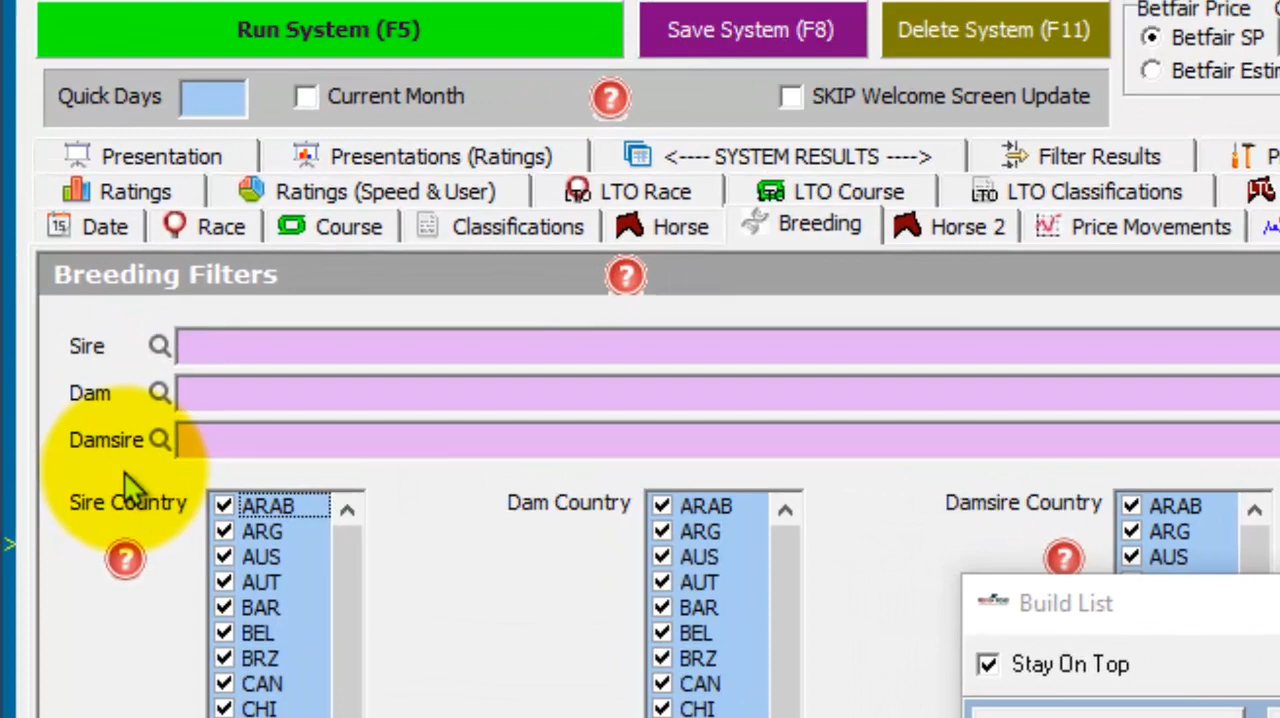 Betfair Price
Run System (F5) Save System (F8) Delete System (F11) Betfair SP
Betfair Esti
Quick Days Current Month ? SKIP Welcome Screen Update
Presentation Presentations (Ratings) <---- SYSTEM RESULTS ----> Filter Results P
Ratings Ratings (Speed & User) LTO Race LTO Course LTO Classifications
15 Date Race Course Classifications Horse Breeding Horse 2 Price Movements
Breeding Filters ?
Sire
Dam
Damsire
Sire Country ARAB Dam Country ARAB Damsire Country ARAB
ARG ARG ARG
? AUS AUS ? AUS
AUT AUT
BAR BAR Build List
BEL BEL
BRZ BRZ Stay On Top
CAN CAN
CHI CHI
>